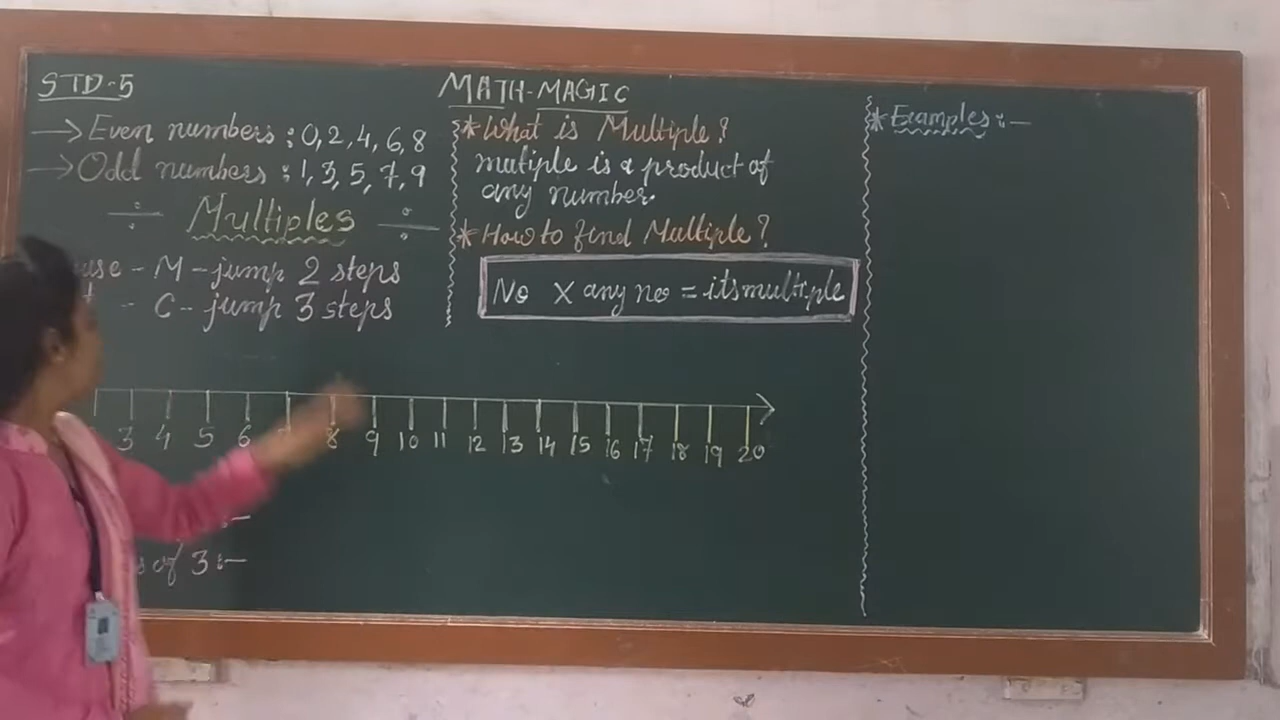 STD-5
MATH-MAGIC
→ Even numbers : 0, 2, 4, 6, 8
→ Odd numbers : 1, 3, 5, 7, 9
÷ Multiples ÷
use - M - jump 2 steps
- C - jump 3 steps
* What is Multiple?
mutiple is a product of
any number.
* How to find Multiple?
No X any no = its multiple
* Examples :-
3 4 5 6 7 8 9 10 11 12 13 14 15 16 17 18 19 20
of 3 :-